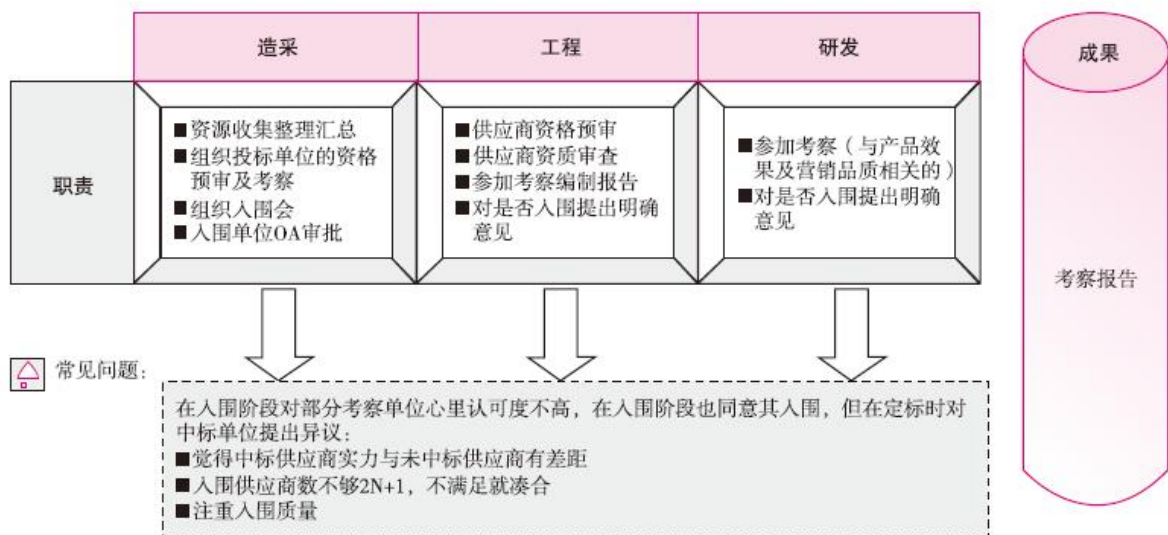 造采
工程
研发
成果
职责
■资源收集整理汇总
■组织投标单位的资格
预审及考察
■组织入围会
■入围单位OA审批
■供应商资格预审
■供应商资质审查
■参加考察编制报告
■对是否入围提出明确
意见
■参加考察（与产品效
果及营销品质相关的）
■对是否入围提出明确
意见
考察报告
常见问题：
在入围阶段对部分考察单位心里认可度不高，在入围阶段也同意其入围，但在定标时对
中标单位提出异议：
■觉得中标供应商实力与未中标供应商有差距
■入围供应商数不够2N+1，不满足就凑合
■注重入围质量